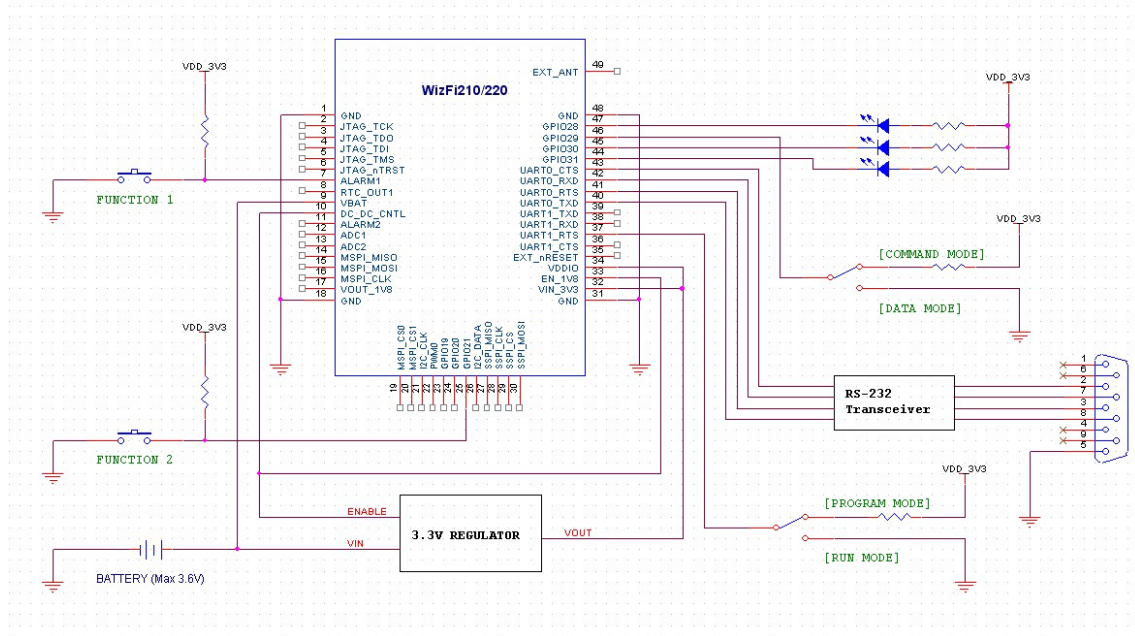 VDD_3V3
FUNCTION 1
VDD_3V3
FUNCTION 2
BATTERY (Max 3.6V)
WizFi210/220
1 GND
2 JTAG_TCK
3 JTAG_TDO
4 JTAG_TDI
5 JTAG_TMS
6 JTAG_nTRST
7 ALARM1
8 RTC_OUT1
9 VBAT
10 DC_DC_CNTL
11 ALARM2
12 ADC1
13 ADC2
14 MSPI_MISO
15 MSPI_MOSI
16 MSPI_CLK
17 VOUT_1V8
18 GND
19 MSPI_CS0
20 MSPI_CS1
21 I2C_CLK
22 PWM0
23 GPIO19
24 GPIO20
25 GPIO21
26 I2C_DATA
27 SSPI_MISO
28 SSPI_CLK
29 SSPI_CS
30 SSPI_MOSI
EXT_ANT 49
GND 48
GPIO28 47
GPIO29 46
GPIO30 45
GPIO31 44
UART0_CTS 43
UART0_RXD 42
UART0_RTS 41
UART0_TXD 40
UART1_TXD 39
UART1_RXD 38
UART1_RTS 37
UART1_CTS 36
EXT_nRESET 35
VDDIO 34
EN_1V8 33
VIN_3V3 32
GND 31
ENABLE
VIN
3.3V REGULATOR
VOUT
VDD_3V3
VDD_3V3
[COMMAND MODE]
[DATA MODE]
RS-232
Transceiver
1
6
2
7
3
8
4
9
5
VDD_3V3
[PROGRAM MODE]
[RUN MODE]